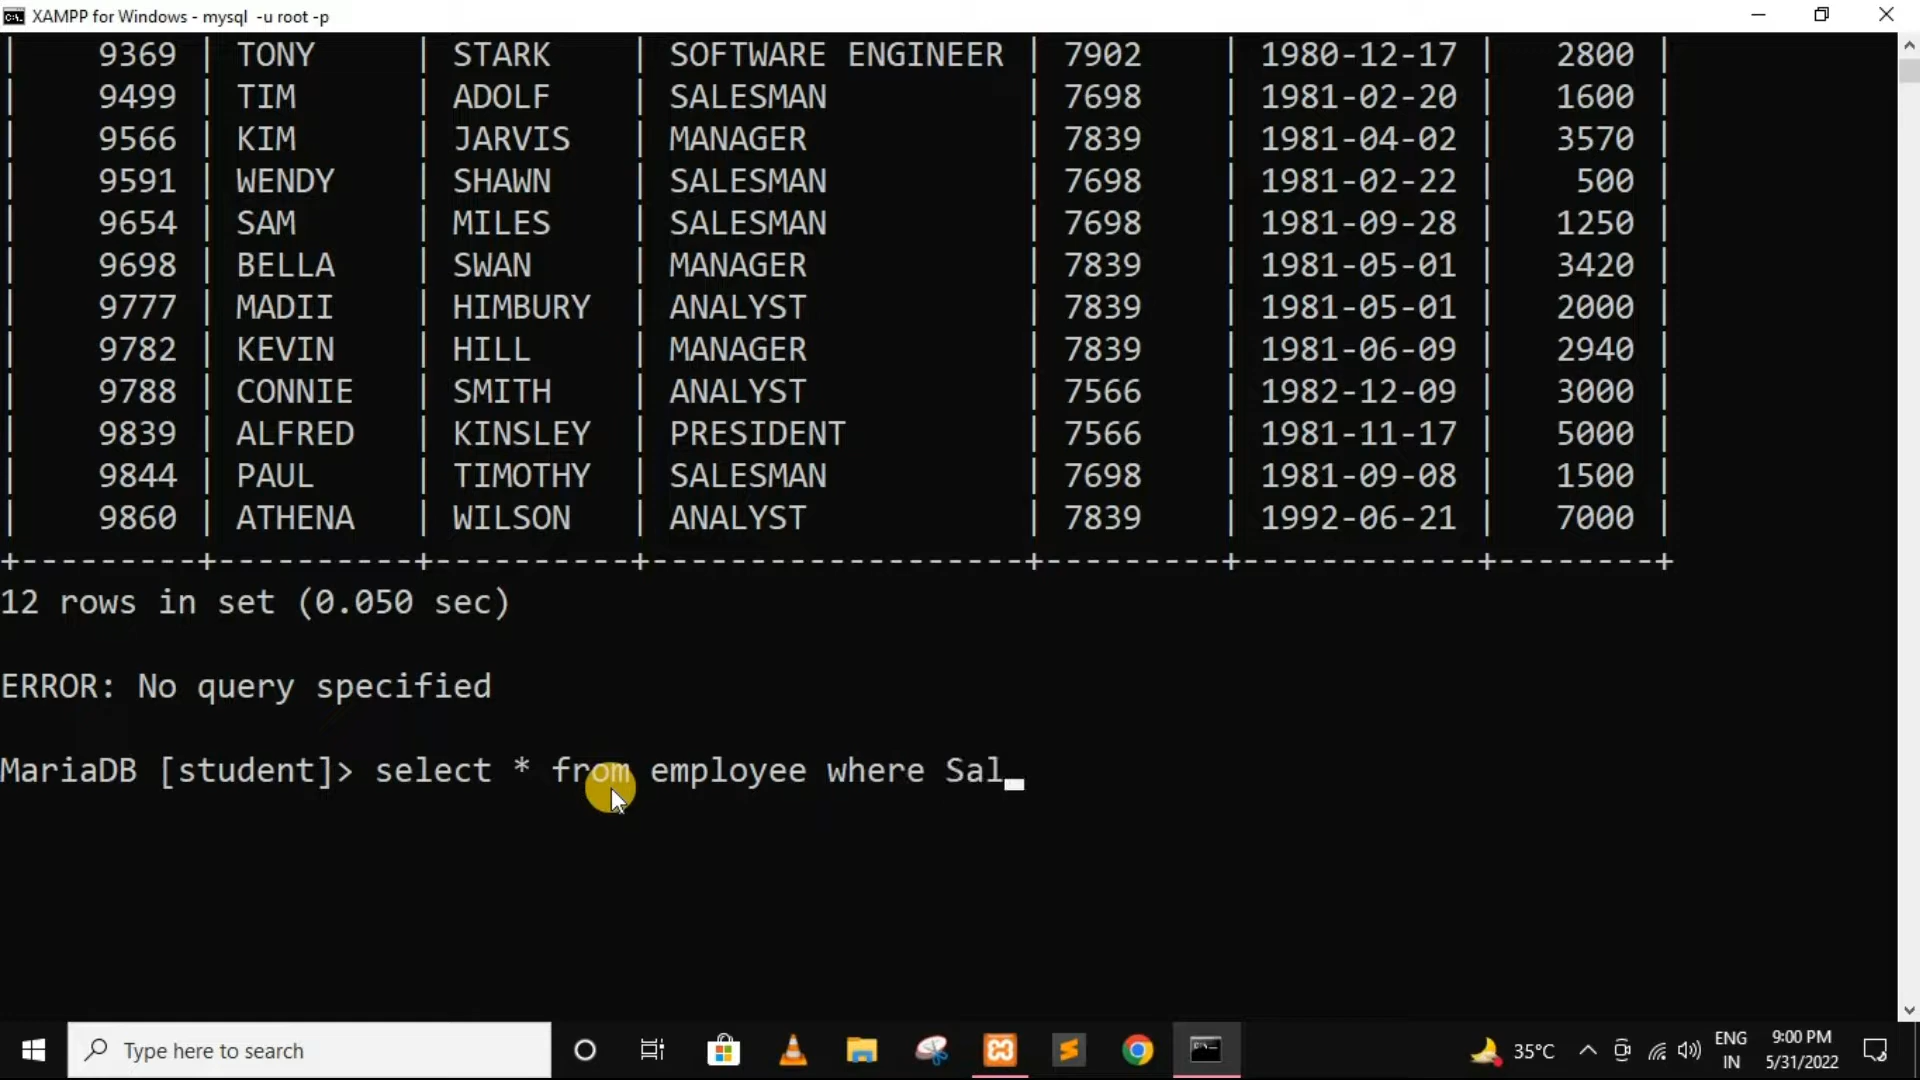 XAMPP for Windows - mysql -u root -p
| 9369 | TONY | STARK | SOFTWARE ENGINEER | 7902 | 1980-12-17 | 2800 |
| 9499 | TIM | ADOLF | SALESMAN | 7698 | 1981-02-20 | 1600 |
| 9566 | KIM | JARVIS | MANAGER | 7839 | 1981-04-02 | 3570 |
| 9591 | WENDY | SHAWN | SALESMAN | 7698 | 1981-02-22 | 500 |
| 9654 | SAM | MILES | SALESMAN | 7698 | 1981-09-28 | 1250 |
| 9698 | BELLA | SWAN | MANAGER | 7839 | 1981-05-01 | 3420 |
| 9777 | MADII | HIMBURY | ANALYST | 7839 | 1981-05-01 | 2000 |
| 9782 | KEVIN | HILL | MANAGER | 7839 | 1981-06-09 | 2940 |
| 9788 | CONNIE | SMITH | ANALYST | 7566 | 1982-12-09 | 3000 |
| 9839 | ALFRED | KINSLEY | PRESIDENT | 7566 | 1981-11-17 | 5000 |
| 9844 | PAUL | TIMOTHY | SALESMAN | 7698 | 1981-09-08 | 1500 |
| 9860 | ATHENA | WILSON | ANALYST | 7839 | 1992-06-21 | 7000 |
+---------+----------+----------+-------------------+---------+------------+--------+
12 rows in set (0.050 sec)
ERROR: No query specified
MariaDB [student]> select * from employee where Sal_
Type here to search
35°C
ENG
IN
9:00 PM
5/31/2022